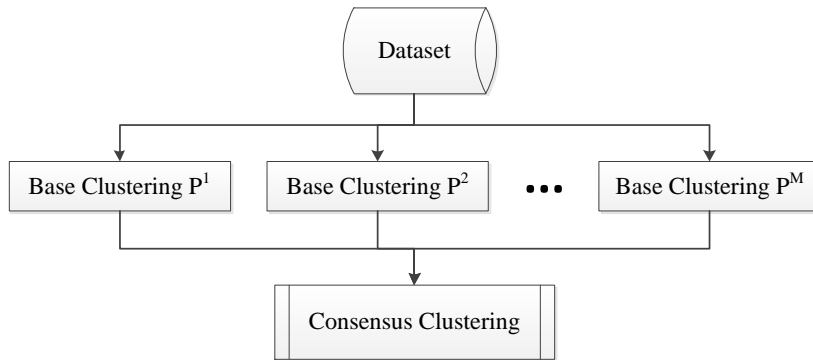 Dataset
Base Clustering P¹
Base Clustering P²
•••
Base Clustering Pᴹ
Consensus Clustering